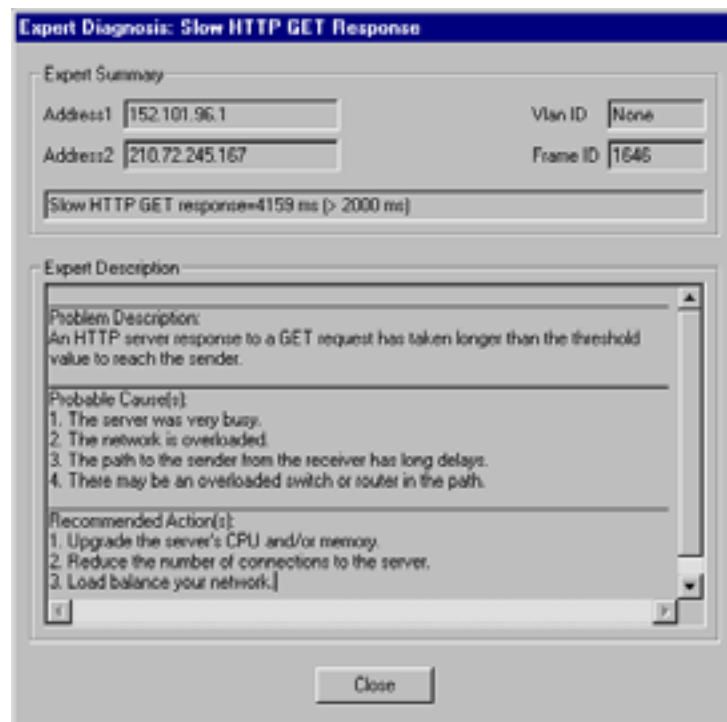 Expert Diagnosis: Slow HTTP GET Response
Expert Summary
Address1 152.101.96.1 Vlan ID None
Address2 210.72.245.167 Frame ID 1646
Slow HTTP GET response=4159 ms (> 2000 ms)
Expert Description
Problem Description:
An HTTP server response to a GET request has taken longer than the threshold
value to reach the sender.
Probable Cause(s):
1. The server was very busy.
2. The network is overloaded.
3. The path to the sender from the receiver has long delays.
4. There may be an overloaded switch or router in the path.
Recommended Action(s):
1. Upgrade the server's CPU and/or memory.
2. Reduce the number of connections to the server.
3. Load balance your network.
Close